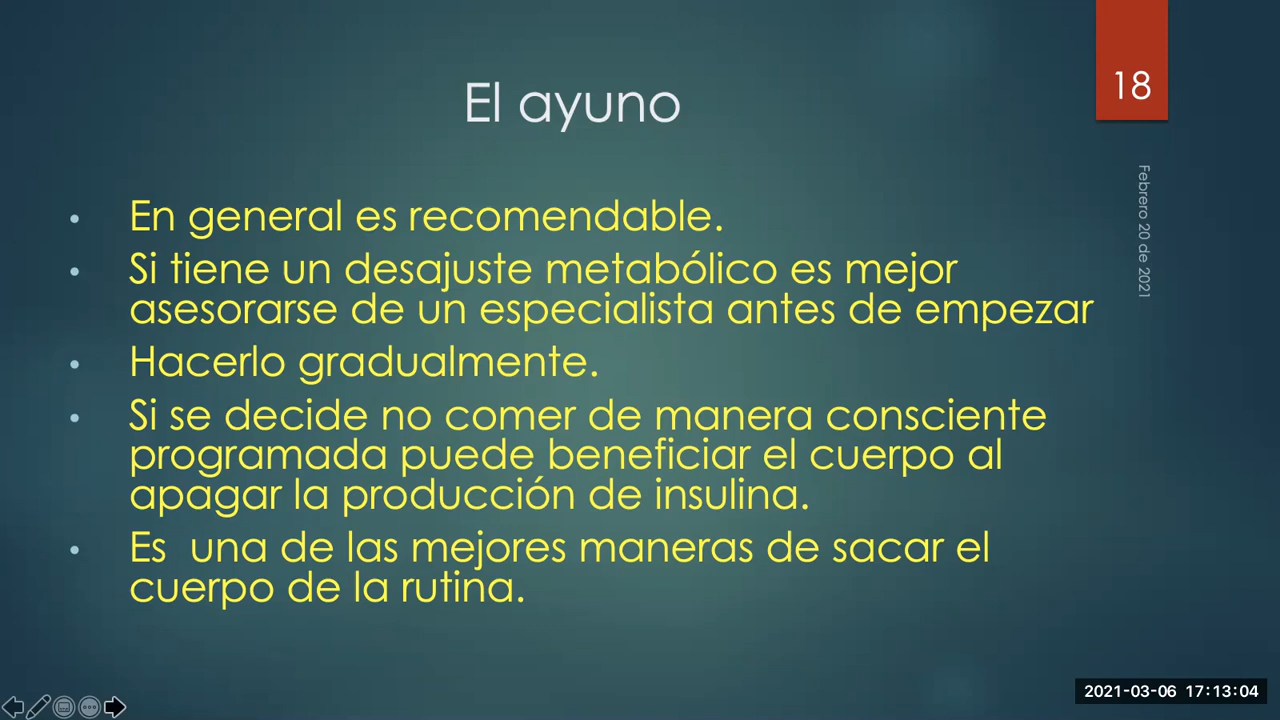 El ayuno
18
Febrero 20 de 2021
• En general es recomendable.
• Si tiene un desajuste metabólico es mejor
asesorarse de un especialista antes de empezar
• Hacerlo gradualmente.
• Si se decide no comer de manera consciente
programada puede beneficiar el cuerpo al
apagar la producción de insulina.
• Es  una de las mejores maneras de sacar el
cuerpo de la rutina.
2021-03-06 17:13:04